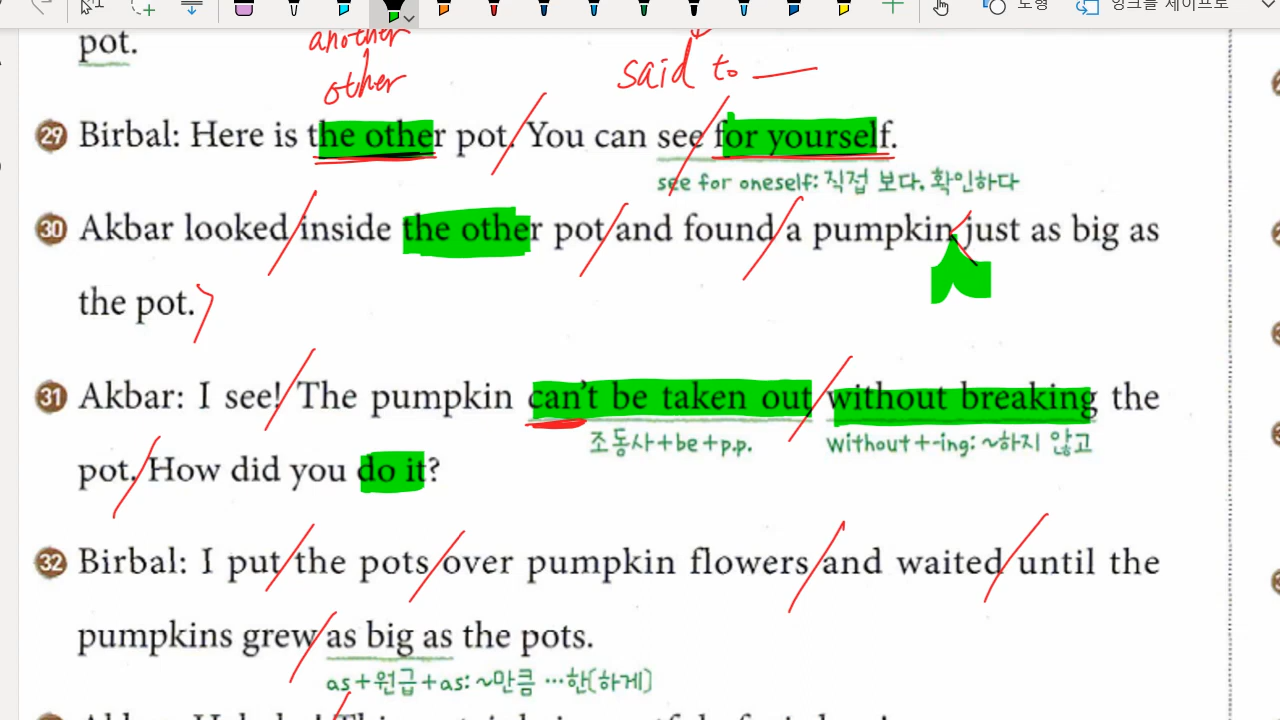 도형
잉크를 셰이프로
pot.
another
other
said to
29 Birbal: Here is the other pot. You can see for yourself.
see for oneself: 직접 보다, 확인하다
30 Akbar looked inside the other pot and found a pumpkin just as big as
the pot.
31 Akbar: I see! The pumpkin can't be taken out without breaking the
조동사+be+p.p.
without+-ing: ~하지 않고
pot. How did you do it?
32 Birbal: I put the pots over pumpkin flowers and waited until the
pumpkins grew as big as the pots.
as+원급+as: ~만큼 …한(하게)